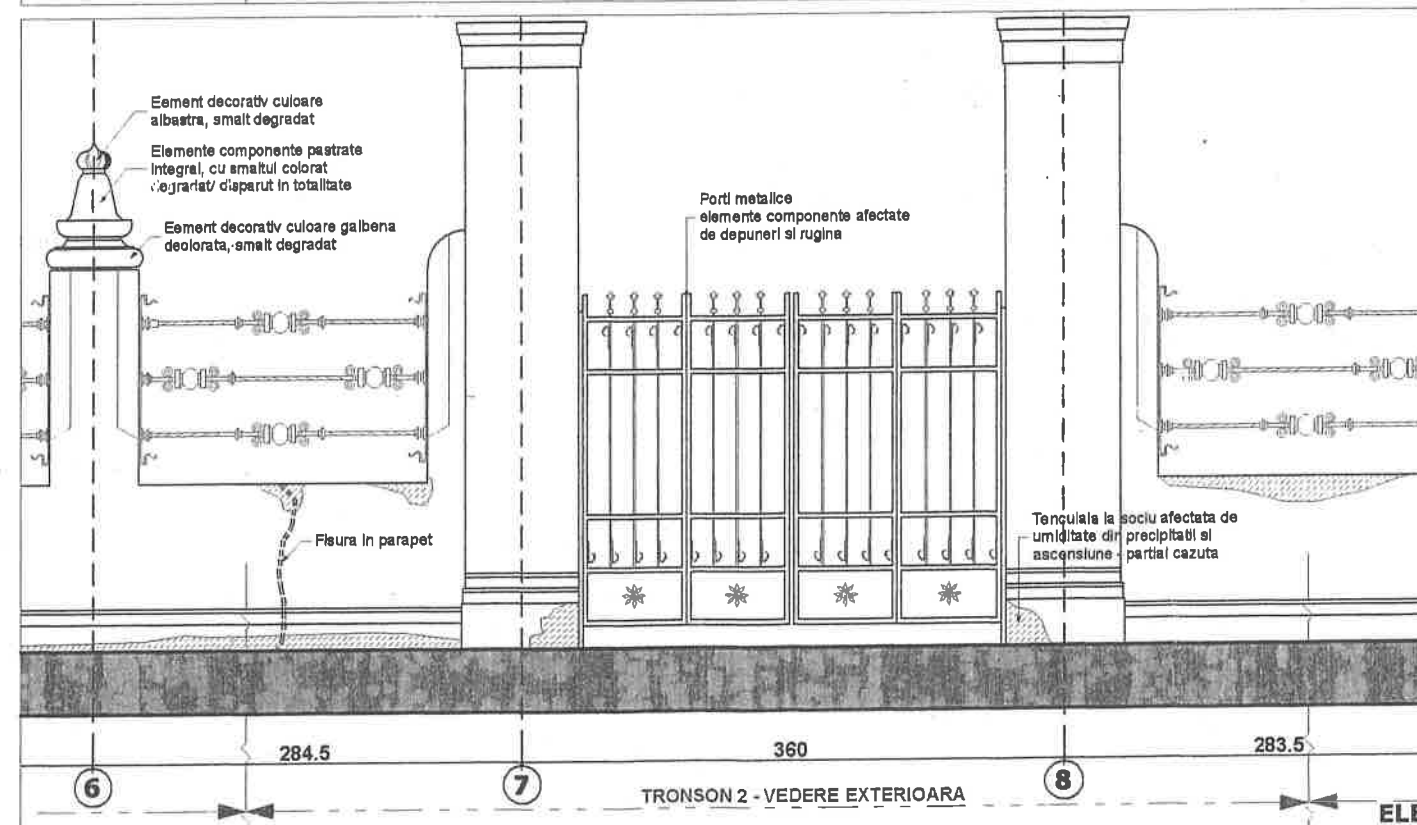 Eement decorativ culoare
albastra, smalt degradat
Elemente componente pastrate
integral, cu smaltul colorat
degradat/ disparut in totalitate
Eement decorativ culoare galbena
deolorata, smalt degradat
Porti metalice
elemente componente afectate
de depuneri si rugina
Fisura in parapet
Tencuiala la soclu afectata de
umiditate din precipitatii si
ascensiune - partial cazuta
284.5
360
283.5
6
7
8
TRONSON 2 - VEDERE EXTERIOARA
ELE